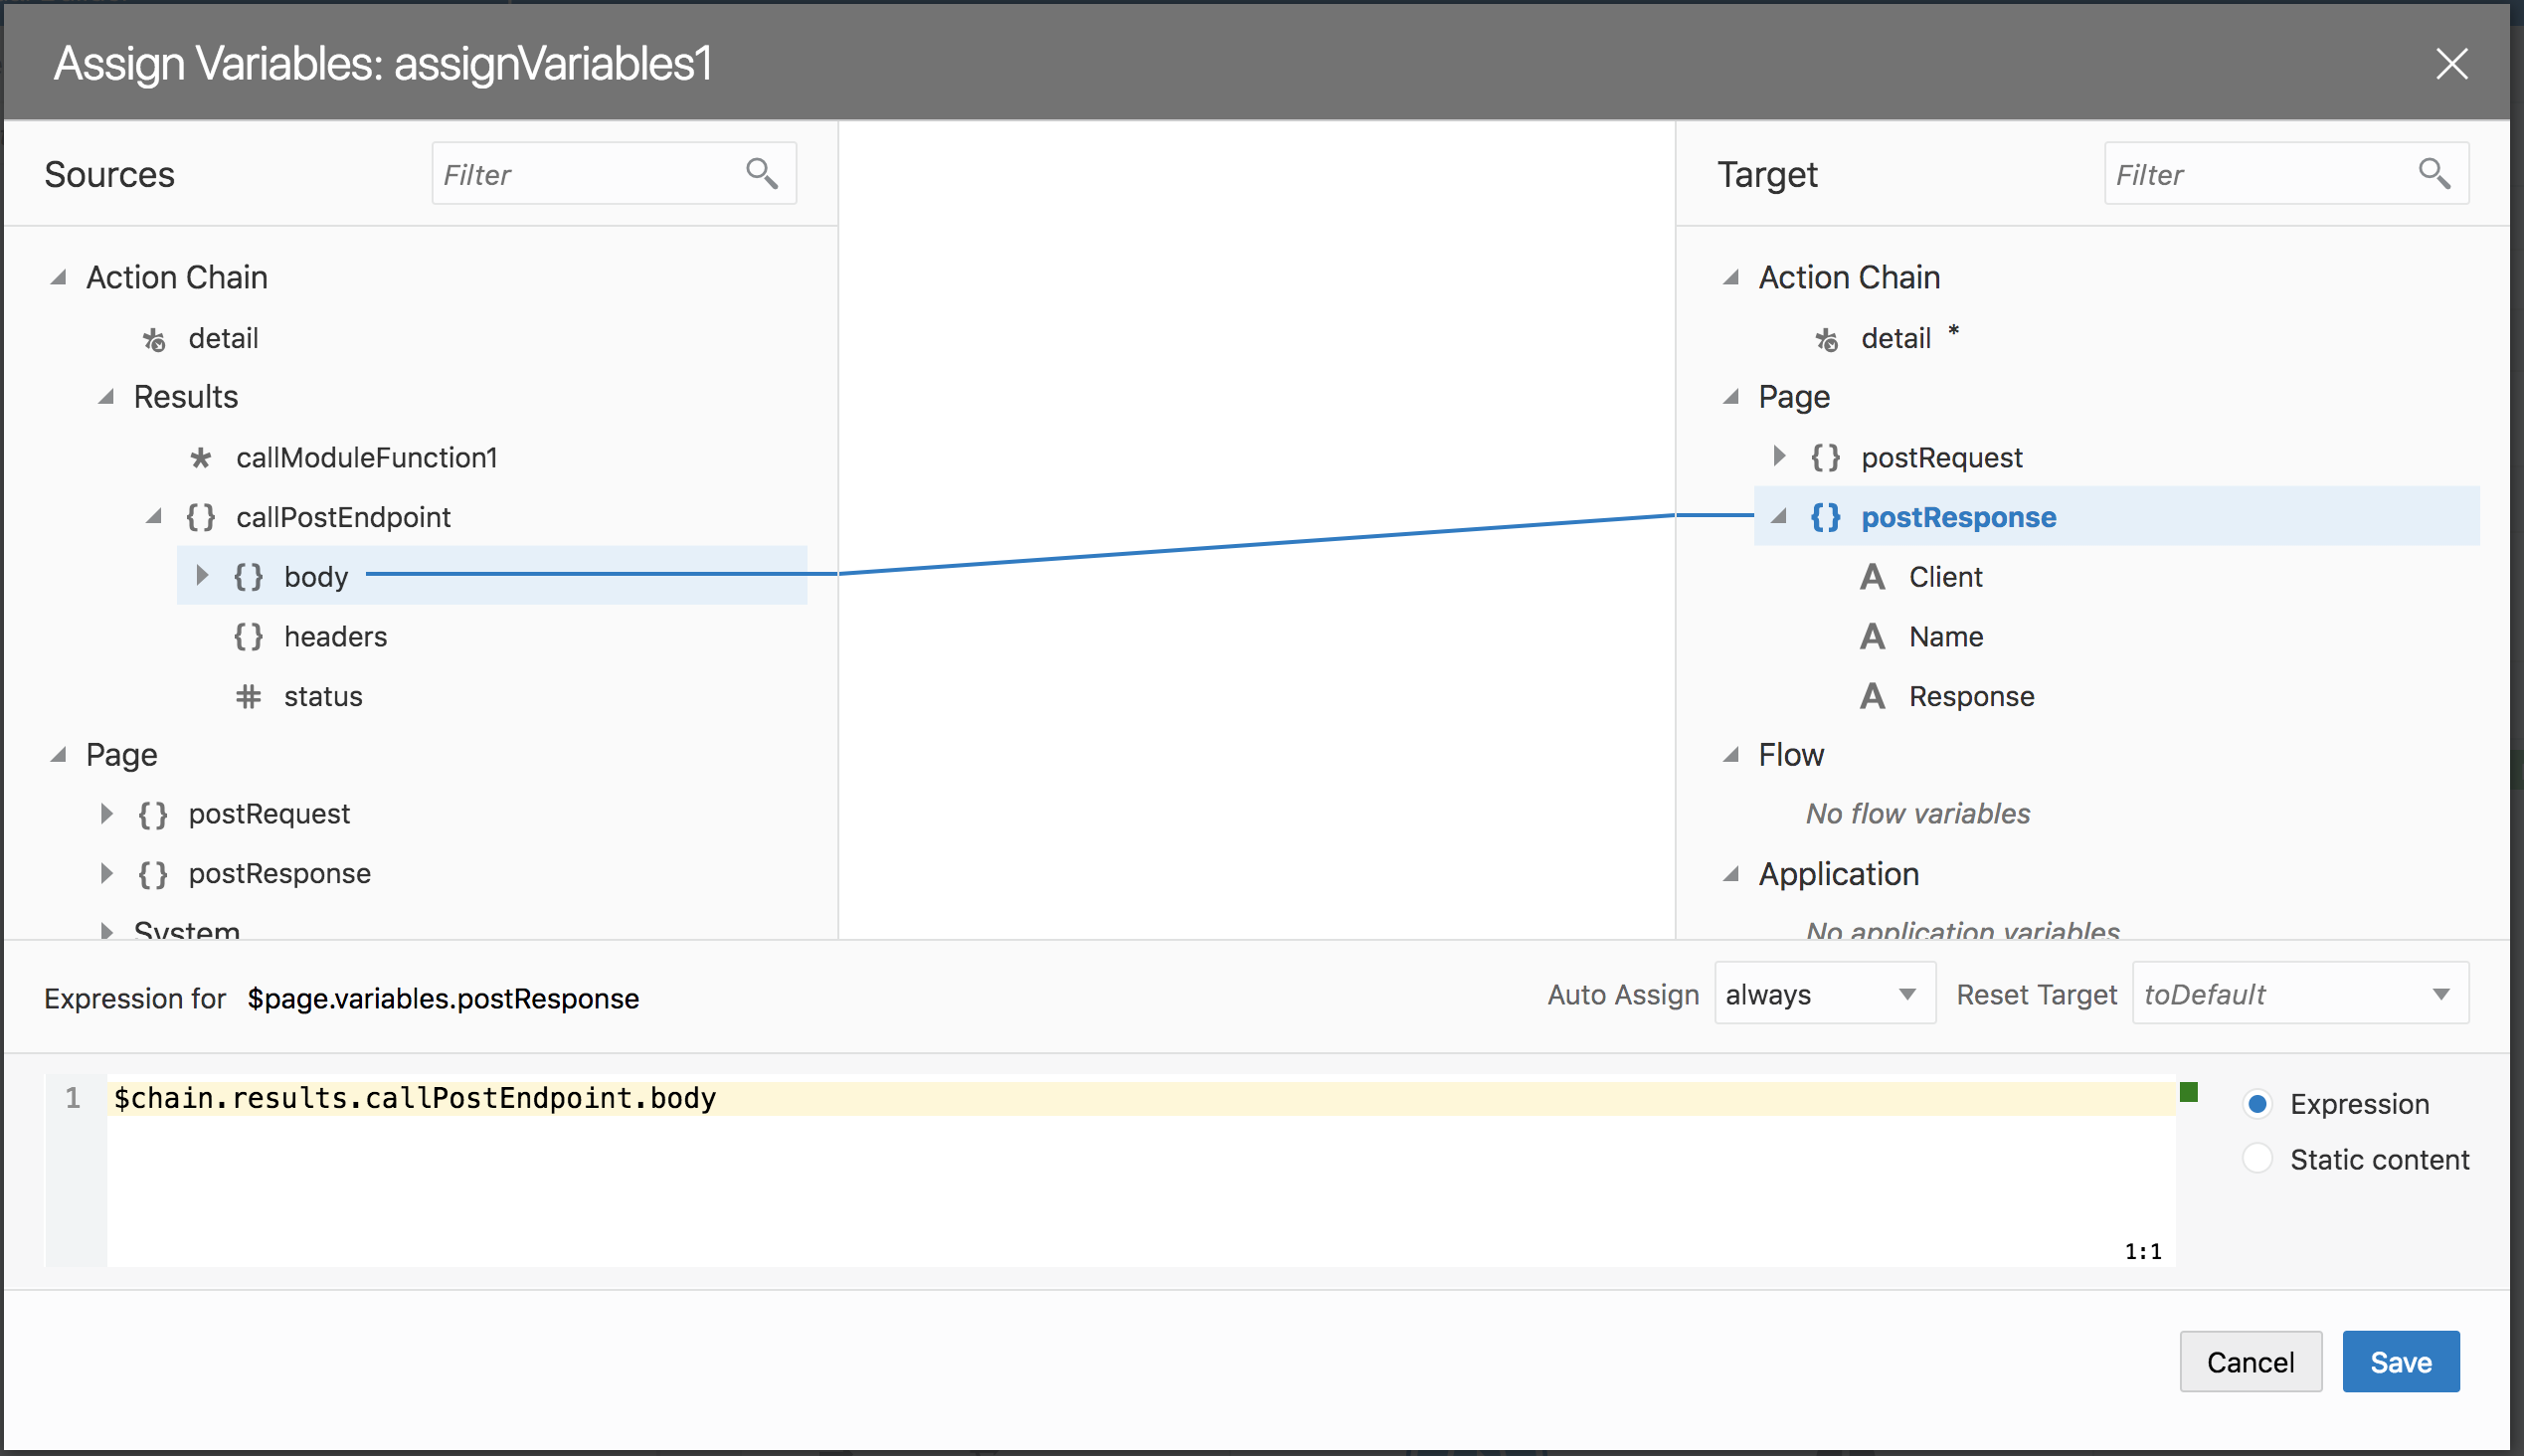 Assign Variables: assignVariables1
Sources
Filter
Action Chain
detail
Results
callModuleFunction1
callPostEndpoint
body
headers
status
Page
postRequest
postResponse
System
Target
Filter
Action Chain
detail *
Page
postRequest
postResponse
Client
Name
Response
Flow
No flow variables
Application
No application variables
Expression for $page.variables.postResponse
Auto Assign always Reset Target toDefault
1 $chain.results.callPostEndpoint.body
1:1
Expression
Static content
Cancel Save